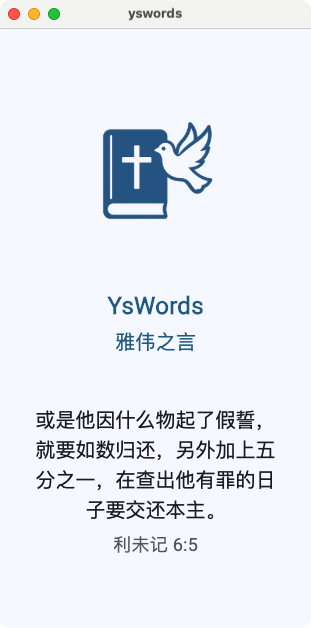 yswords
YsWords
雅伟之言
或是他因什么物起了假誓，
就要如数归还，另外加上五
分之一，在查出他有罪的日
子要交还本主。
利未记 6:5